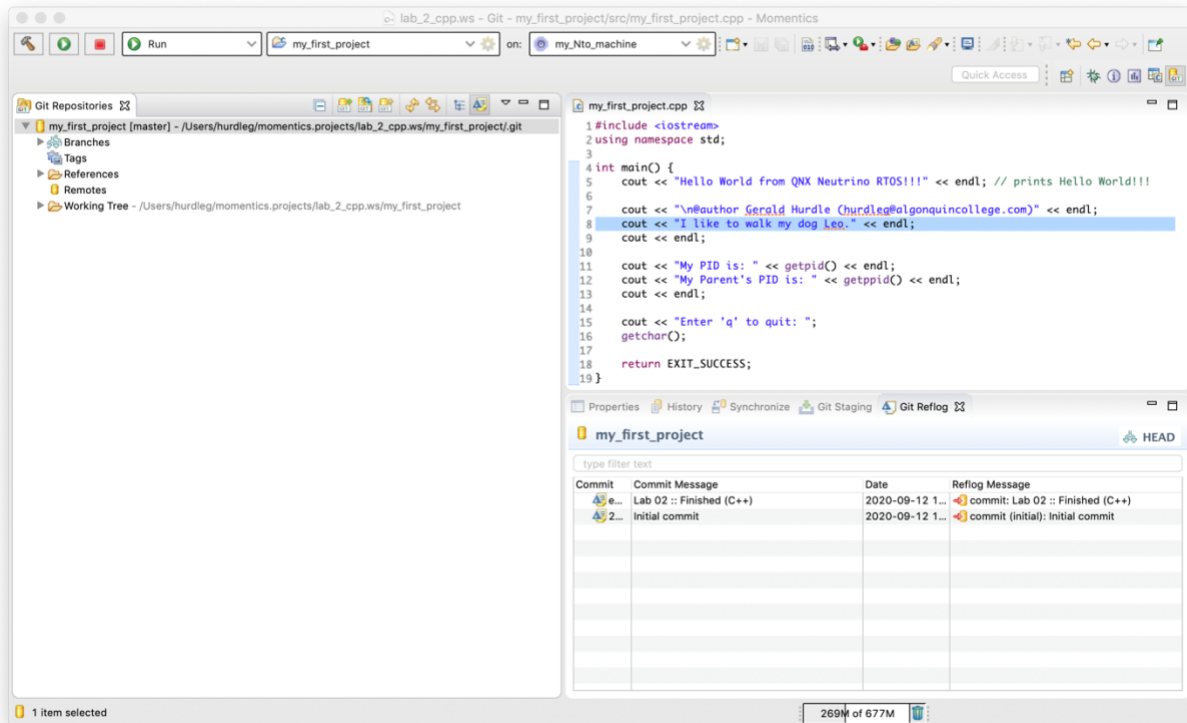 lab_2_cpp.ws - Git - my_first_project/src/my_first_project.cpp - Momentics
Run
my_first_project
on:
my_Nto_machine
Quick Access
Git Repositories
my_first_project [master] - /Users/hurdleg/momentics.projects/lab_2_cpp.ws/my_first_project/.git
Branches
Tags
References
Remotes
Working Tree - /Users/hurdleg/momentics.projects/lab_2_cpp.ws/my_first_project
my_first_project.cpp
1 #include <iostream>
2 using namespace std;
3
4 int main() {
5 cout << "Hello World from QNX Neutrino RTOS!!!" << endl; // prints Hello World!!!
6
7 cout << "\n@author Gerald Hurdle (hurdleg@algonquincollege.com)" << endl;
8 cout << "I like to walk my dog Leo." << endl;
9 cout << endl;
10
11 cout << "My PID is: " << getpid() << endl;
12 cout << "My Parent's PID is: " << getppid() << endl;
13 cout << endl;
14
15 cout << "Enter 'q' to quit: ";
16 getchar();
17
18 return EXIT_SUCCESS;
19 }
Properties History Synchronize Git Staging Git Reflog
my_first_project HEAD
type filter text
Commit Commit Message Date Reflog Message
e... Lab 02 :: Finished (C++) 2020-09-12 1... commit: Lab 02 :: Finished (C++)
2... Initial commit 2020-09-12 1... commit (initial): Initial commit
1 item selected
269M of 677M